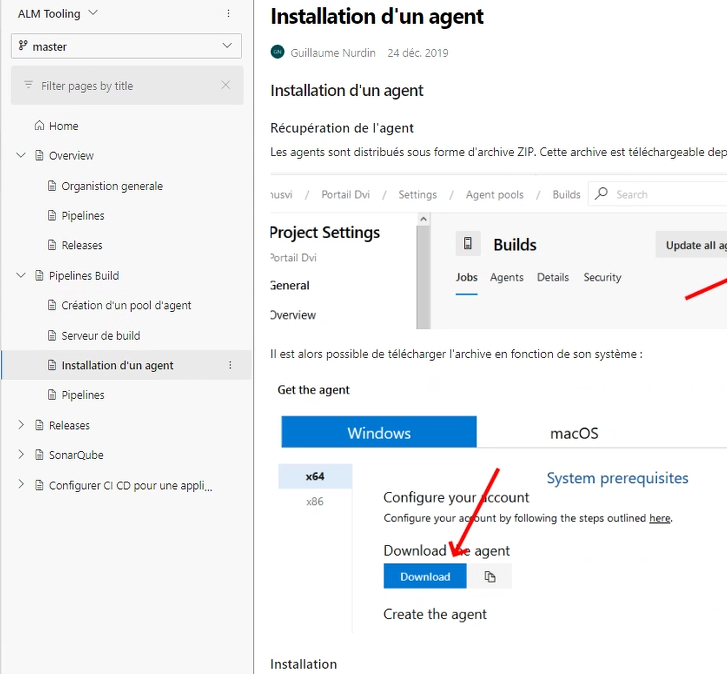 ALM Tooling
master
Filter pages by title
Home
Overview
Organistion generale
Pipelines
Releases
Pipelines Build
Création d'un pool d'agent
Serveur de build
Installation d'un agent
Pipelines
Releases
SonarQube
Configurer CI CD pour une appli...
Installation d'un agent
GN Guillaume Nurdin 24 déc. 2019
Installation d'un agent
Récupération de l'agent
Les agents sont distribués sous forme d'archive ZIP. Cette archive est téléchargeable dep
/ Portail Dvi / Settings / Agent pools / Builds Search
Project Settings
Portail Dvi
General
Overview
Builds
Update all ag
Jobs Agents Details Security
Il est alors possible de télécharger l'archive en fonction de son système :
Get the agent
Windows macOS
x64
x86
System prerequisites
Configure your account
Configure your account by following the steps outlined here.
Download the agent
Download
Create the agent
Installation